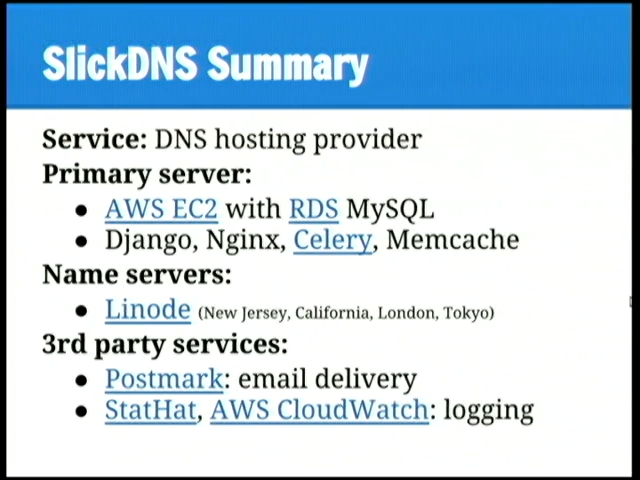 SlickDNS Summary
Service: DNS hosting provider
Primary server:
● AWS EC2 with RDS MySQL
● Django, Nginx, Celery, Memcache
Name servers:
● Linode (New Jersey, California, London, Tokyo)
3rd party services:
● Postmark: email delivery
● StatHat, AWS CloudWatch: logging